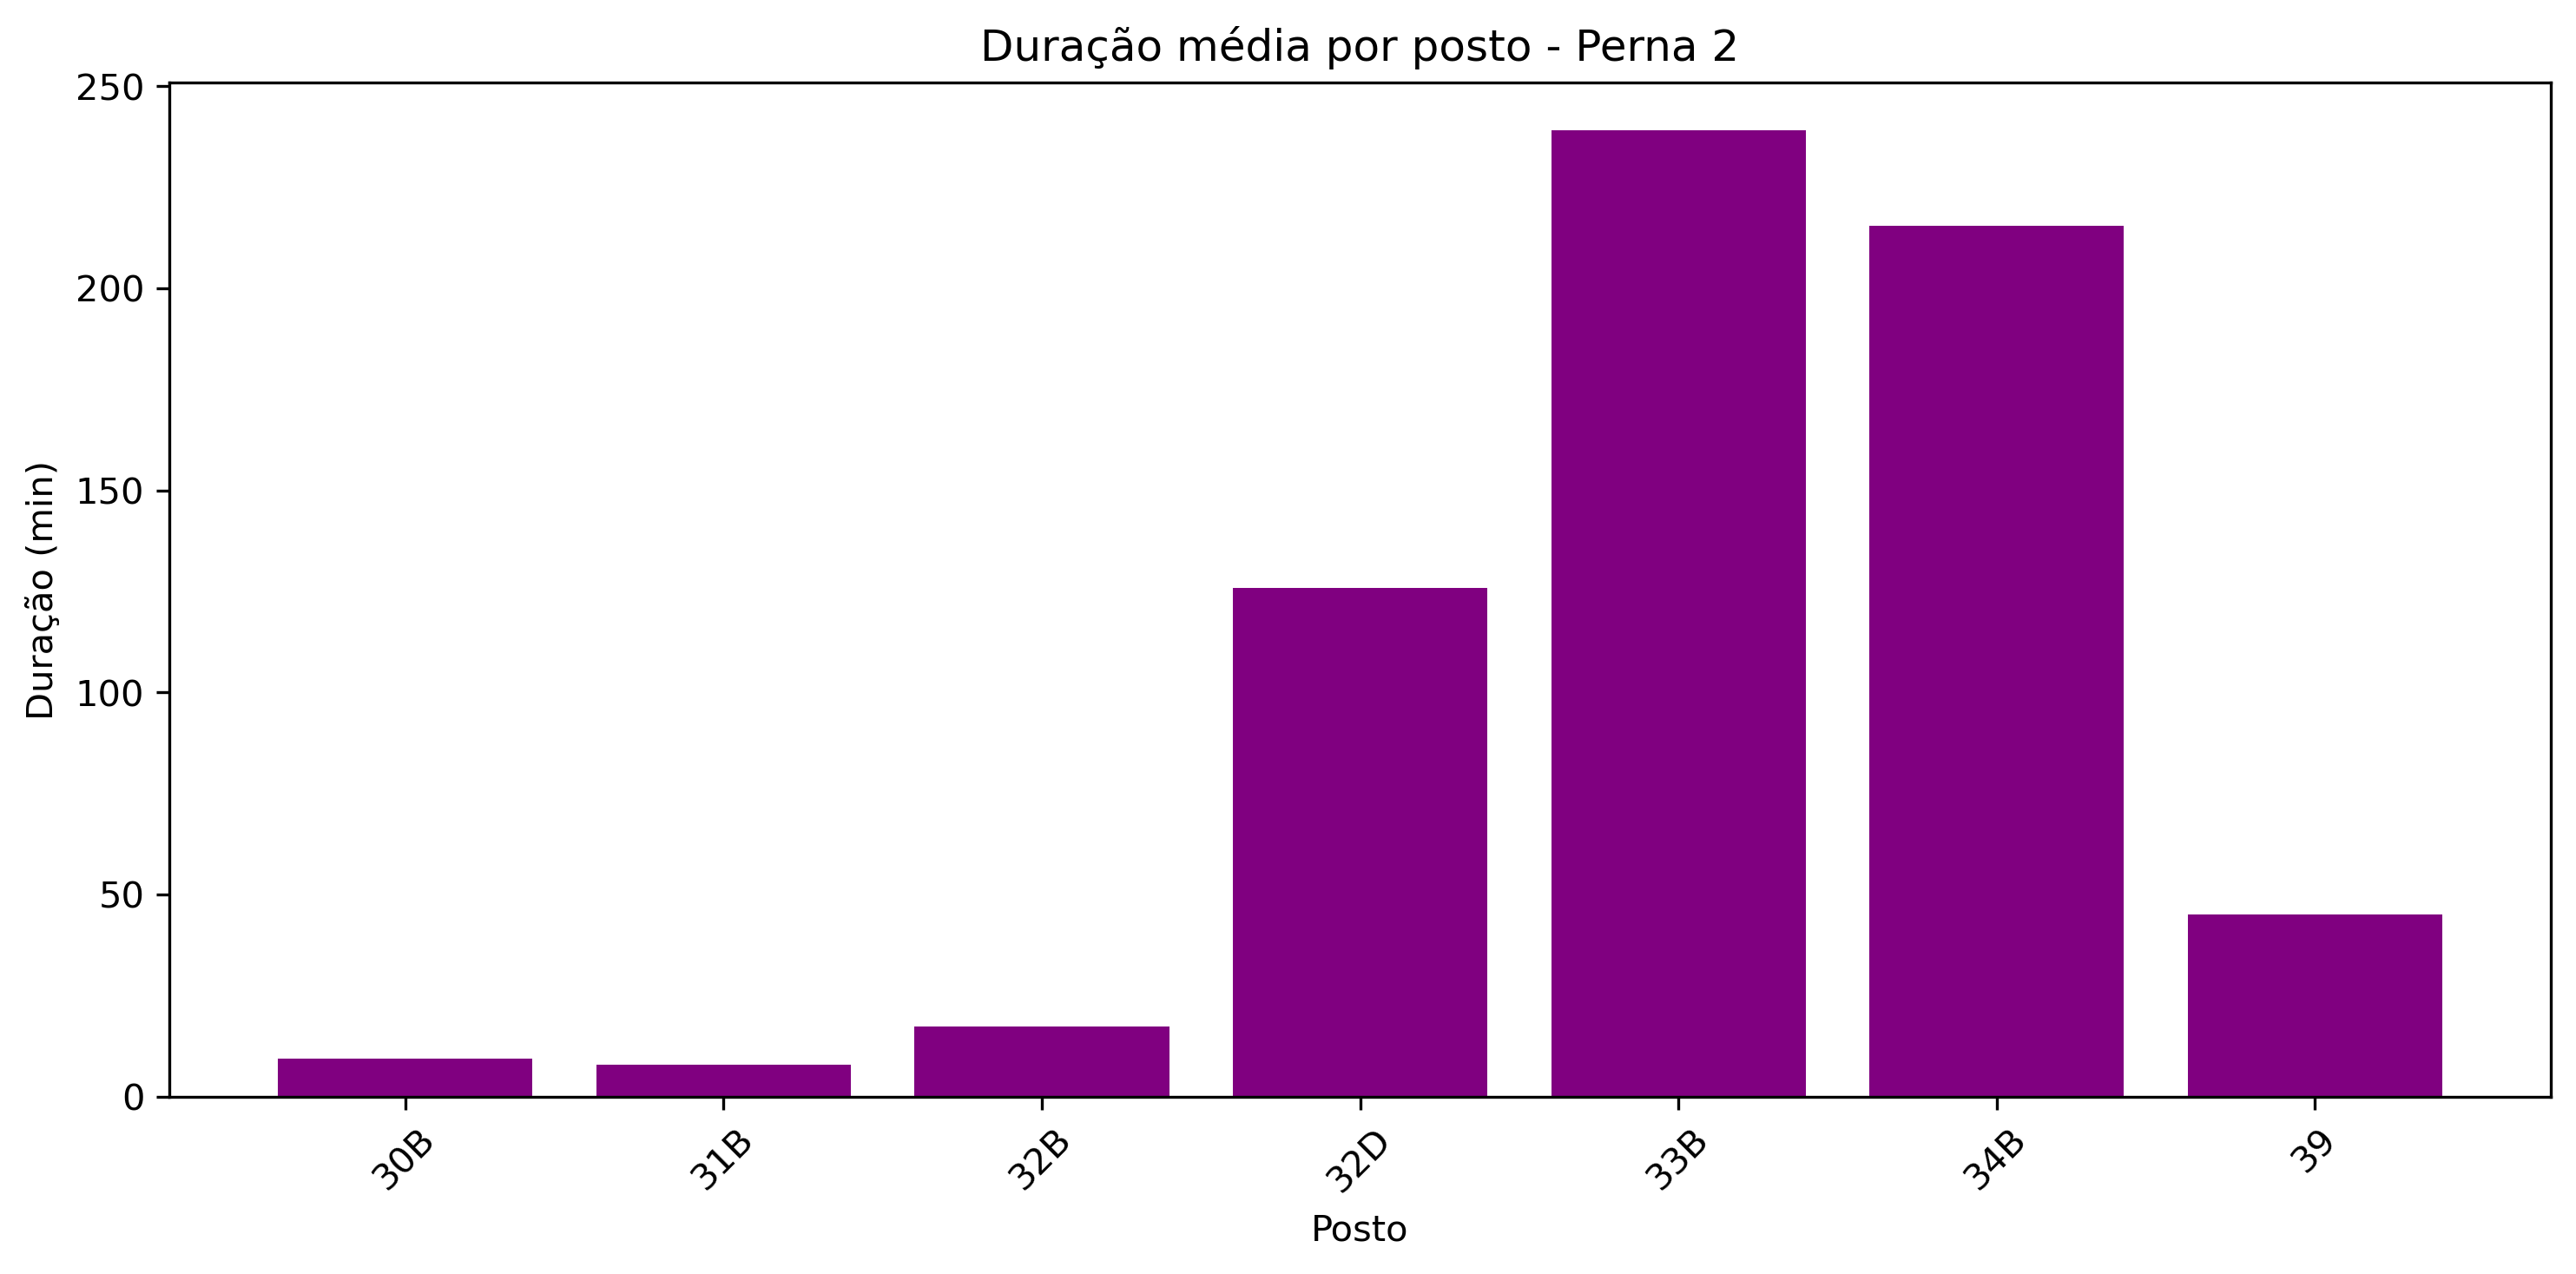 Duração média por posto - Perna 2
Duração (min)
250
200
150
100
50
0
30B
31B
32B
32D
33B
34B
39
Posto